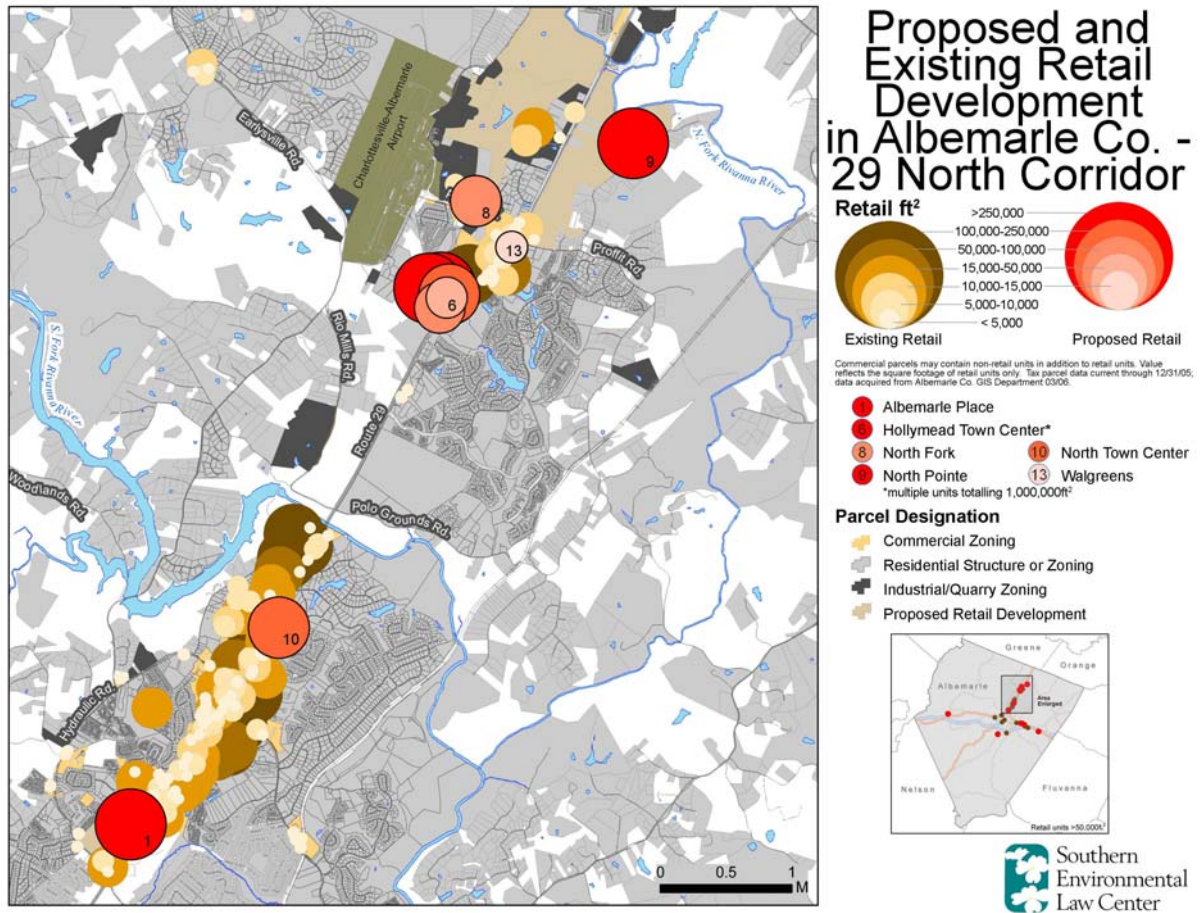 Proposed and
Existing Retail
Development
in Albemarle Co. -
29 North Corridor
Retail ft²
>250,000
100,000-250,000
50,000-100,000
15,000-50,000
10,000-15,000
5,000-10,000
< 5,000
Existing Retail
Proposed Retail
Commercial parcels may contain non-retail units in addition to retail units. Value
reflects the square footage of retail units only. Tax parcel data current through 12/31/05;
data acquired from Albemarle Co. GIS Department 03/06.
1 Albemarle Place
6 Hollymead Town Center*
8 North Fork
10 North Town Center
9 North Pointe
13 Walgreens
*multiple units totalling 1,000,000ft²
Parcel Designation
Commercial Zoning
Residential Structure or Zoning
Industrial/Quarry Zoning
Proposed Retail Development
Greene
Orange
Albemarle
Area
Enlarged
Nelson
Fluvanna
Retail units >50,000ft²
Southern
Environmental
Law Center
Earlysville Rd.
Charlottesville-Albemarle
Airport
N. Fork Rivanna River
9
8
13
Proffit Rd.
6
Rio Mills Rd.
S. Fork Rivanna River
Route 29
Woodlands Rd.
Polo Grounds Rd.
10
Hydraulic Rd.
1
0 0.5 1
M